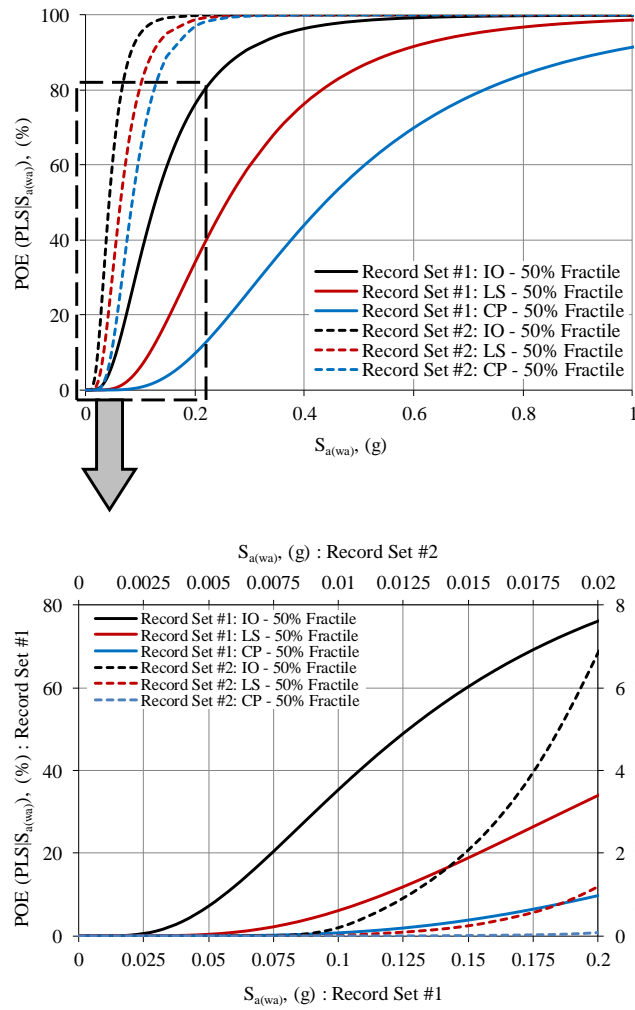 100
80
60
40
20
0
POE (PLS|Sa(wa)), (%)
Record Set #1: IO - 50% Fractile
Record Set #1: LS - 50% Fractile
Record Set #1: CP - 50% Fractile
Record Set #2: IO - 50% Fractile
Record Set #2: LS - 50% Fractile
Record Set #2: CP - 50% Fractile
0 0.2 0.4 0.6 0.8 1
Sa(wa), (g)
Sa(wa), (g) : Record Set #2
0 0.0025 0.005 0.0075 0.01 0.0125 0.015 0.0175 0.02
80
60
40
20
0
POE (PLS|Sa(wa)), (%) : Record Set #1
Record Set #1: IO - 50% Fractile
Record Set #1: LS - 50% Fractile
Record Set #1: CP - 50% Fractile
Record Set #2: IO - 50% Fractile
Record Set #2: LS - 50% Fractile
Record Set #2: CP - 50% Fractile
8
6
4
2
0
0 0.025 0.05 0.075 0.1 0.125 0.15 0.175 0.2
Sa(wa), (g) : Record Set #1